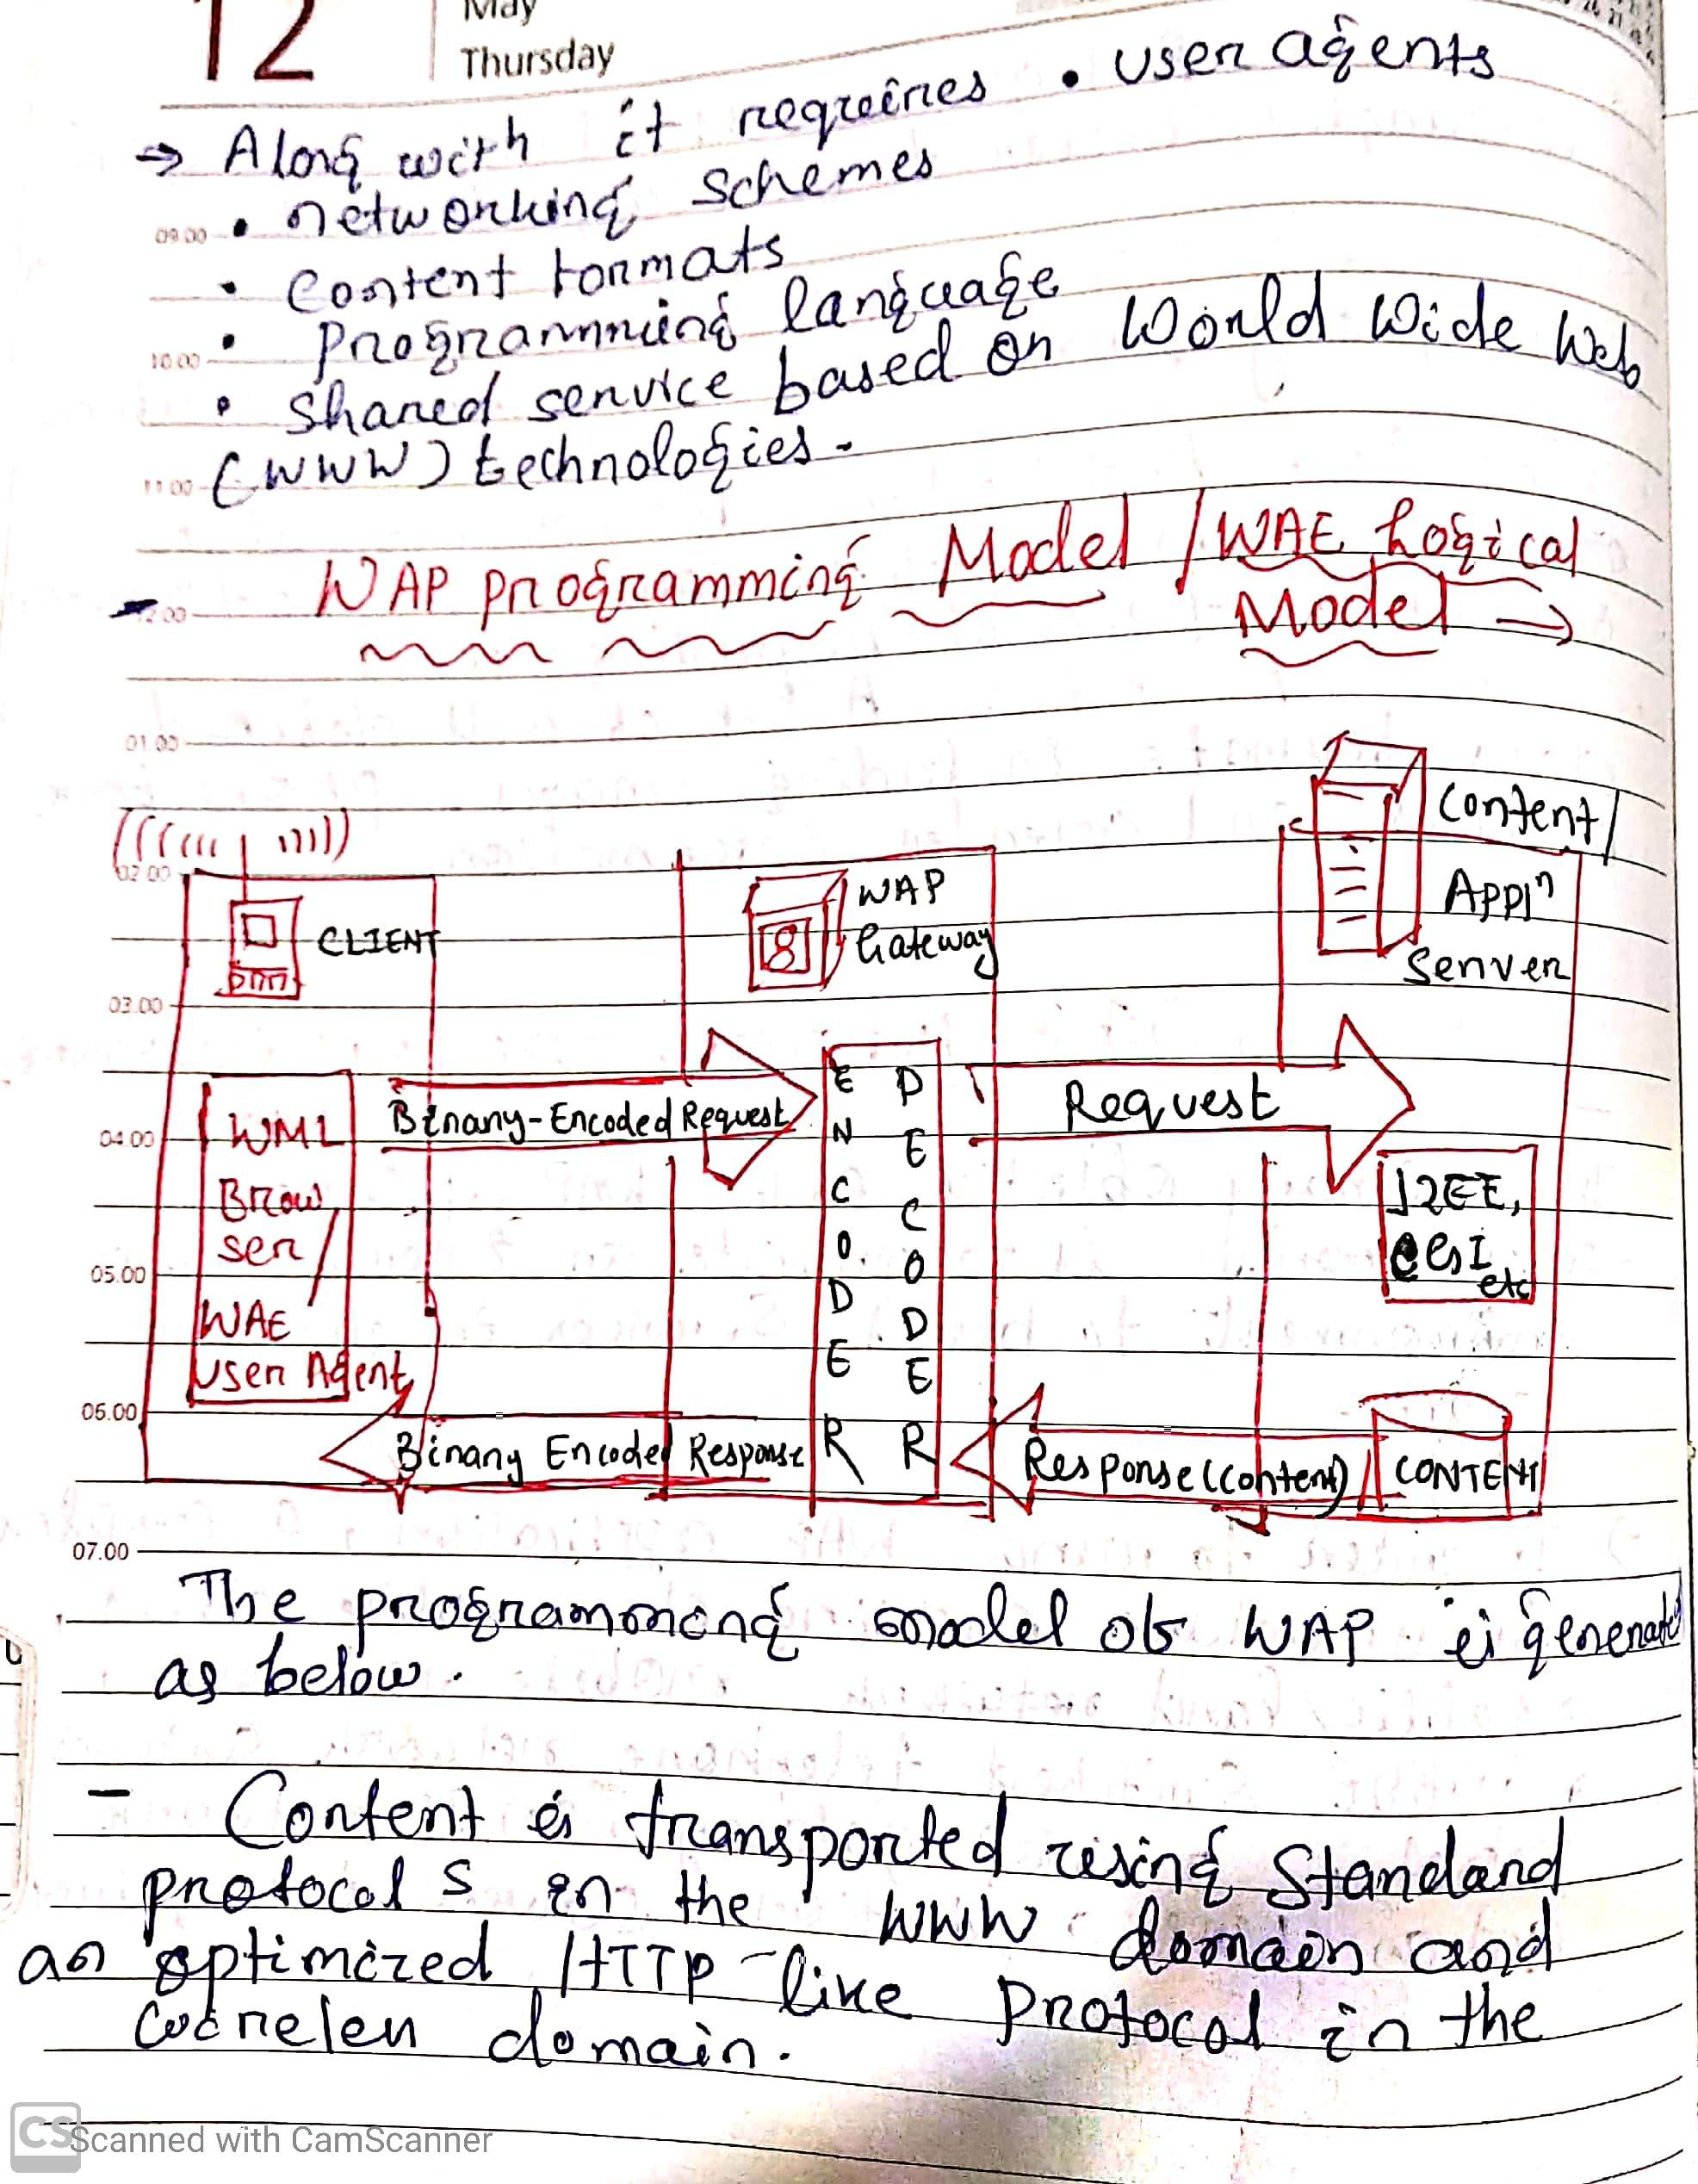 12 May
Thursday
→ Along with it requires • user agents
09.00 • networking schemes
• Content formats
10.00 • programming language
• shared service based on World Wide Web
11.00 (WWW) technologies.
12.00 WAP programming Model / WAE Logical
Model →
01.00
Content /
02.00 WAP Appln
CLIENT Gateway Server
03.00
ENCODER DECODER
04.00 WML Binary-Encoded Request Request
Brow J2EE,
ser / CGI
05.00 etc
WAE
User Agent
06.00
Binary Encoded Response Response (content) CONTENT
07.00
The programming model of WAP is generated
as below.
- Content is transported using Standard
protocols in the WWW domain and
an optimized HTTP-like Protocol in the
domain.
CS Scanned with CamScanner